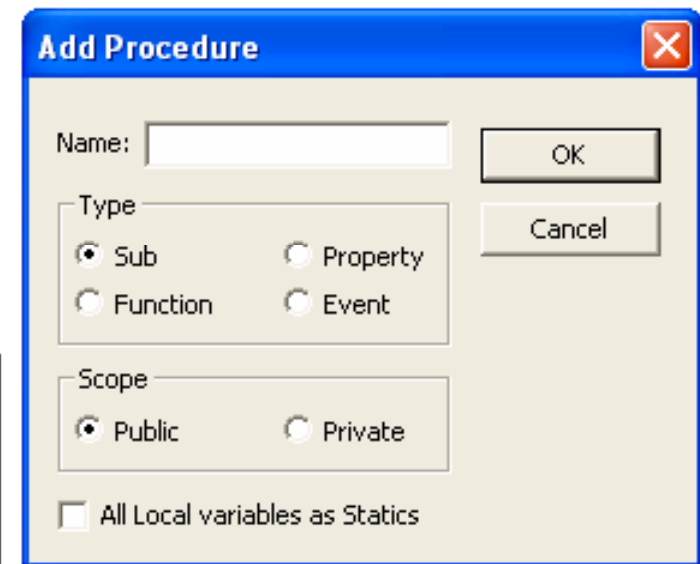 Add Procedure
Name:
OK
Type
Cancel
Sub
Property
Function
Event
Scope
Public
Private
All Local variables as Statics